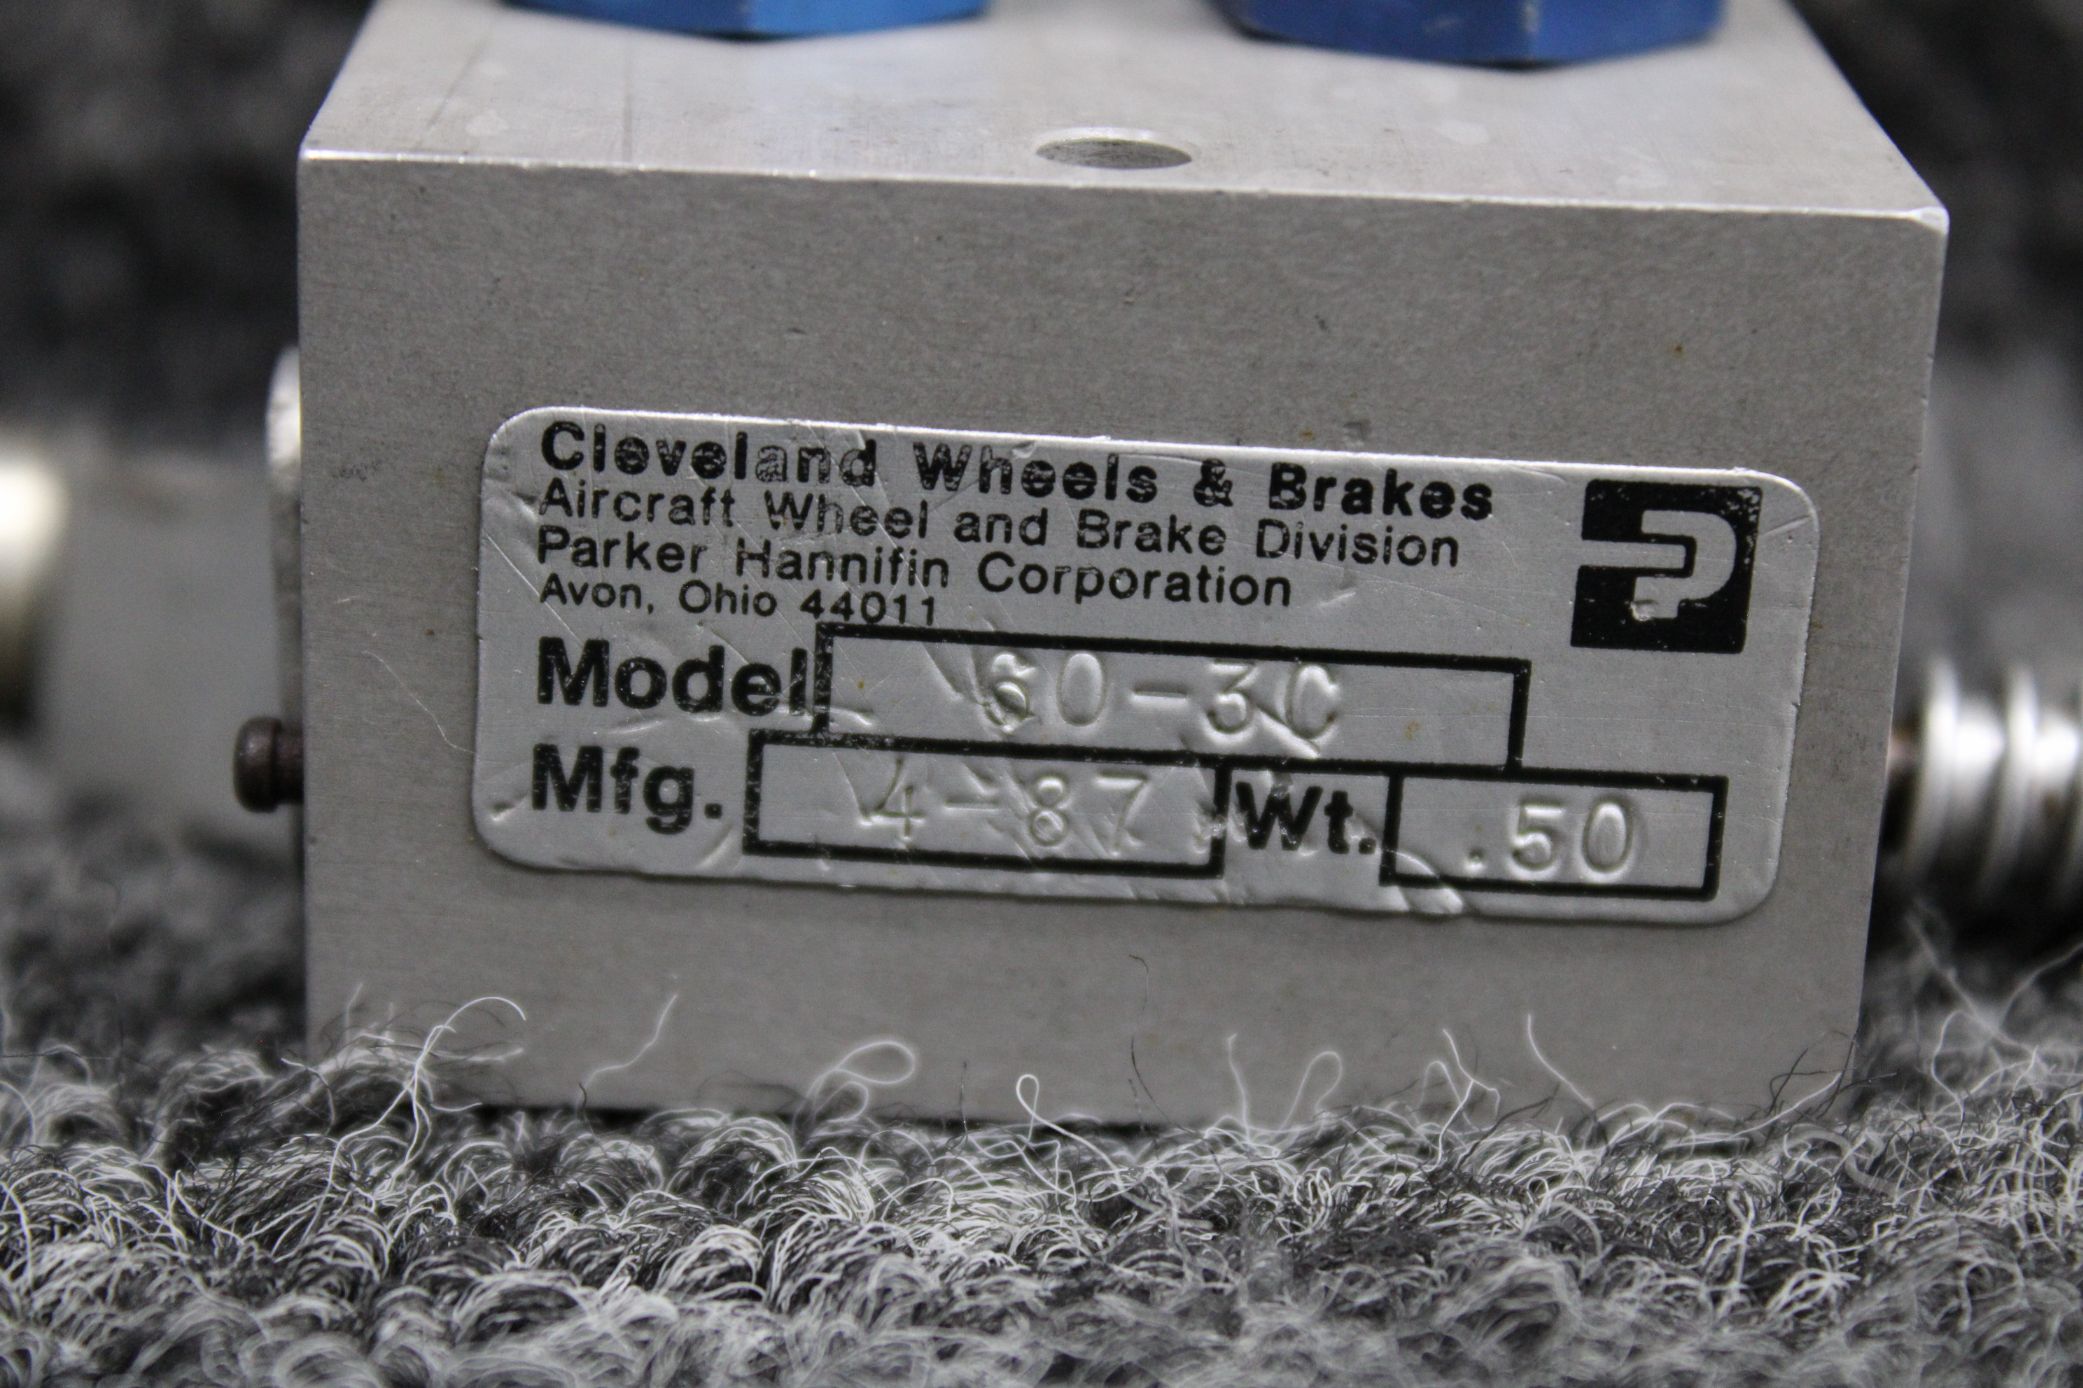 Cleveland Wheels & Brakes
Aircraft Wheel and Brake Division
Parker Hannifin Corporation
Avon, Ohio 44011
Model 60-3C
Mfg. 4-87 Wt. .50